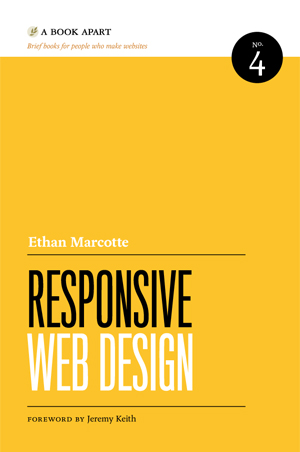 A BOOK APART
Brief books for people who make websites
No.
4
Ethan Marcotte
RESPONSIVE
WEB DESIGN
FOREWORD BY Jeremy Keith